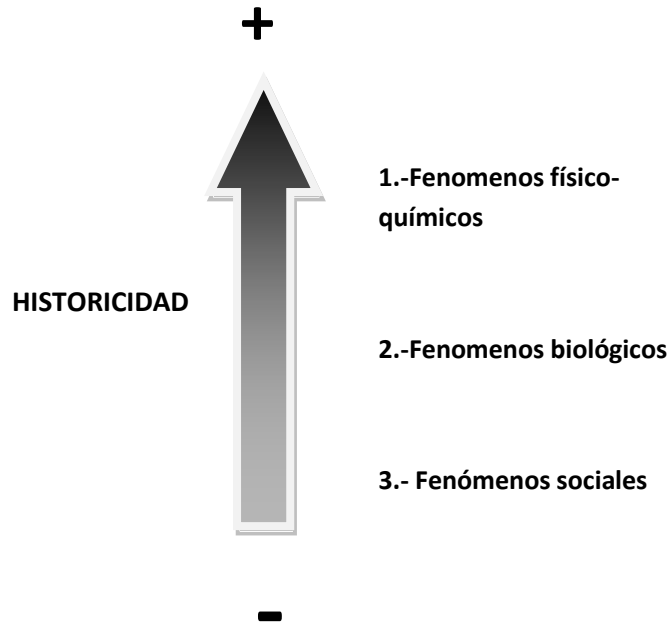 +
1.-Fenomenos físico-
químicos
HISTORICIDAD
2.-Fenomenos biológicos
3.- Fenómenos sociales
-